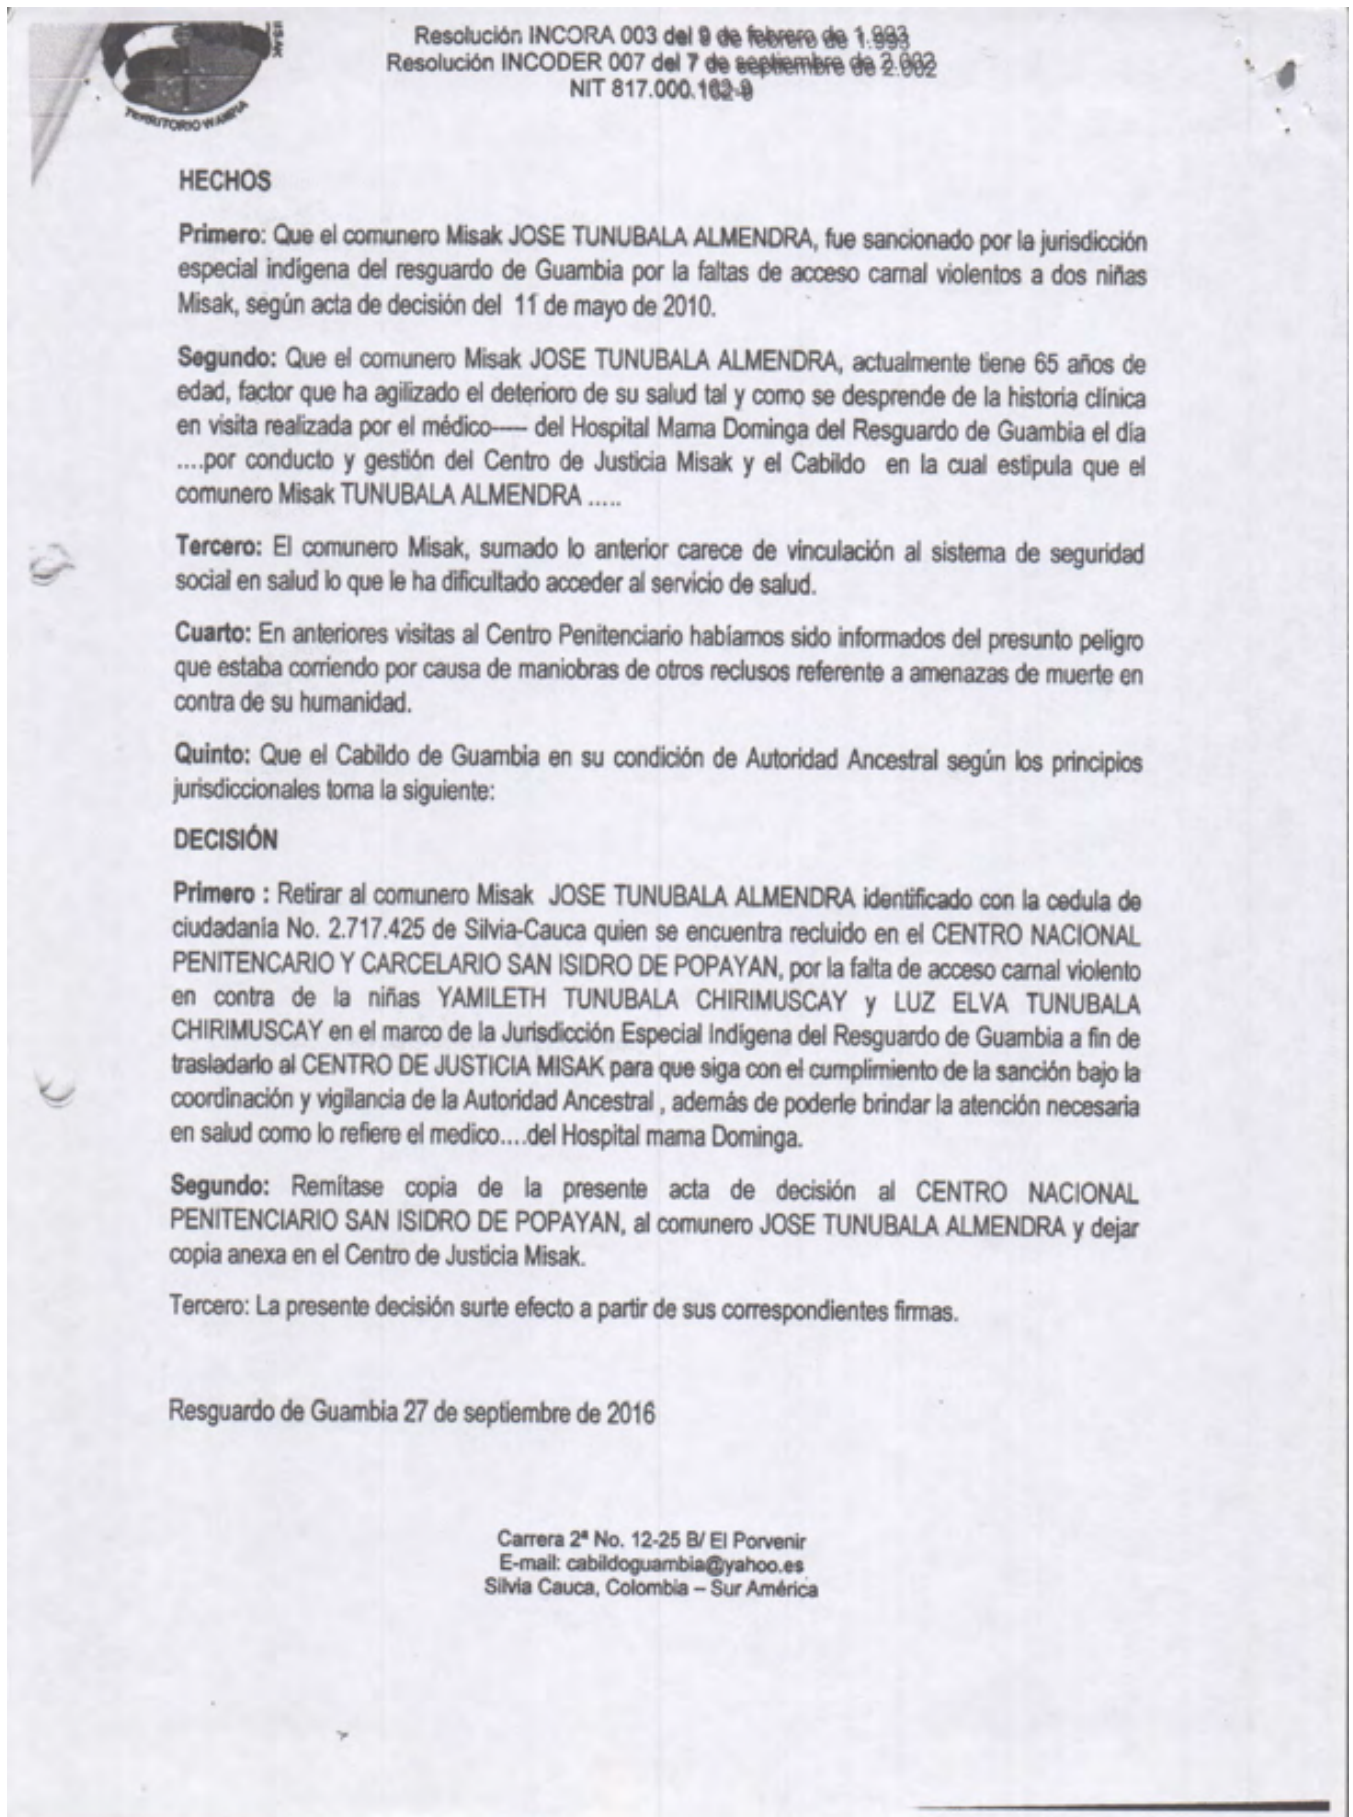 MISAK
TERRITORIO WAMPIA
Resolución INCORA 003 del 9 de febrero de 1.993
Resolución INCODER 007 del 7 de septiembre de 2.002
NIT 817.000.162-9
HECHOS
Primero: Que el comunero Misak JOSE TUNUBALA ALMENDRA, fue sancionado por la jurisdicción
especial indígena del resguardo de Guambia por la faltas de acceso carnal violentos a dos niñas
Misak, según acta de decisión del 11 de mayo de 2010.
Segundo: Que el comunero Misak JOSE TUNUBALA ALMENDRA, actualmente tiene 65 años de
edad, factor que ha agilizado el deterioro de su salud tal y como se desprende de la historia clínica
en visita realizada por el médico---- del Hospital Mama Dominga del Resguardo de Guambia el día
....por conducto y gestión del Centro de Justicia Misak y el Cabildo en la cual estipula que el
comunero Misak TUNUBALA ALMENDRA .....
Tercero: El comunero Misak, sumado lo anterior carece de vinculación al sistema de seguridad
social en salud lo que le ha dificultado acceder al servicio de salud.
Cuarto: En anteriores visitas al Centro Penitenciario habíamos sido informados del presunto peligro
que estaba corriendo por causa de maniobras de otros reclusos referente a amenazas de muerte en
contra de su humanidad.
Quinto: Que el Cabildo de Guambia en su condición de Autoridad Ancestral según los principios
jurisdiccionales toma la siguiente:
DECISIÓN
Primero : Retirar al comunero Misak JOSE TUNUBALA ALMENDRA identificado con la cedula de
ciudadanía No. 2.717.425 de Silvia-Cauca quien se encuentra recluido en el CENTRO NACIONAL
PENITENCARIO Y CARCELARIO SAN ISIDRO DE POPAYAN, por la falta de acceso carnal violento
en contra de la niñas YAMILETH TUNUBALA CHIRIMUSCAY y LUZ ELVA TUNUBALA
CHIRIMUSCAY en el marco de la Jurisdicción Especial Indígena del Resguardo de Guambia a fin de
trasladarlo al CENTRO DE JUSTICIA MISAK para que siga con el cumplimiento de la sanción bajo la
coordinación y vigilancia de la Autoridad Ancestral , además de poderle brindar la atención necesaria
en salud como lo refiere el medico....del Hospital mama Dominga.
Segundo: Remítase copia de la presente acta de decisión al CENTRO NACIONAL
PENITENCIARIO SAN ISIDRO DE POPAYAN, al comunero JOSE TUNUBALA ALMENDRA y dejar
copia anexa en el Centro de Justicia Misak.
Tercero: La presente decisión surte efecto a partir de sus correspondientes firmas.
Resguardo de Guambia 27 de septiembre de 2016
Carrera 2ª No. 12-25 B/ El Porvenir
E-mail: cabildoguambia@yahoo.es
Silvia Cauca, Colombia – Sur América